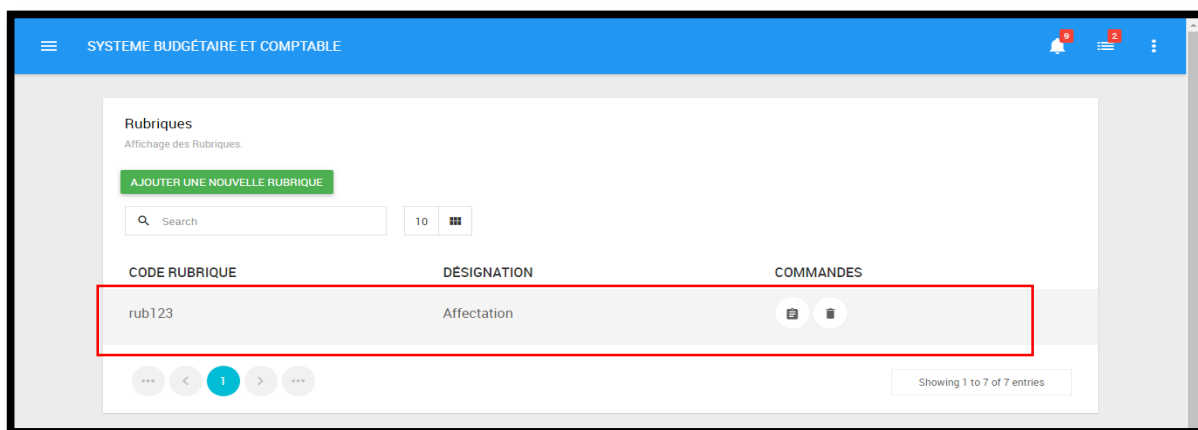 SYSTEME BUDGÉTAIRE ET COMPTABLE
9
2
Rubriques
Affichage des Rubriques.
AJOUTER UNE NOUVELLE RUBRIQUE
Search
10
CODE RUBRIQUE DÉSIGNATION COMMANDES
rub123 Affectation
1
Showing 1 to 7 of 7 entries